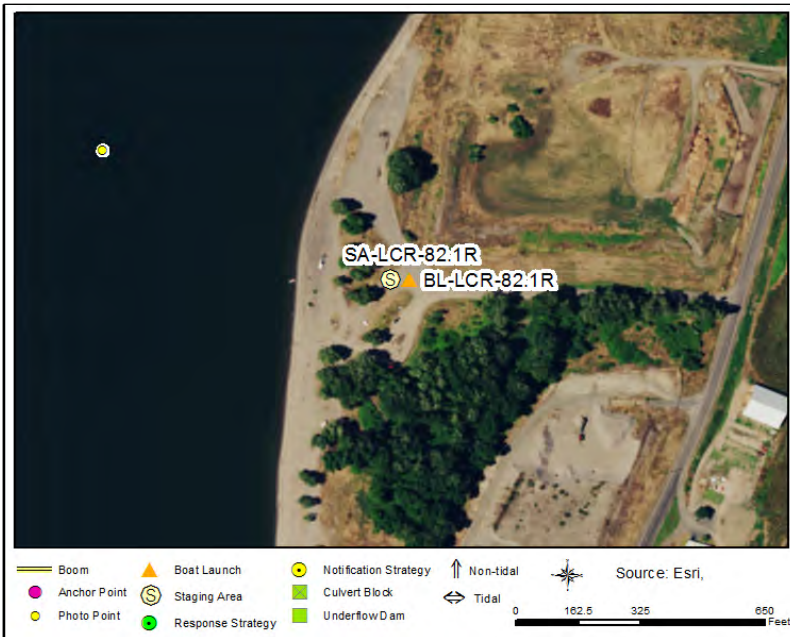 SA-LCR-82.1R
S BL-LCR-82.1R
Boom
Boat Launch
Notification Strategy
Non-tidal
Source: Esri,
Anchor Point
S Staging Area
Culvert Block
Tidal
Photo Point
Response Strategy
Underflow Dam
0 162.5 325 650
Feet